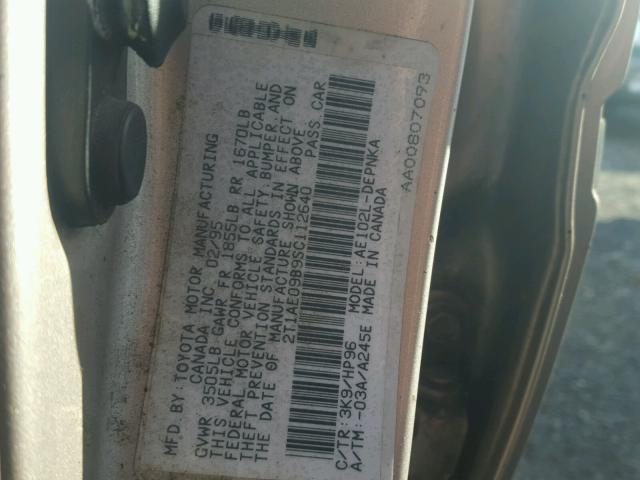 MFD.BY:TOYOTA MOTOR MANUFACTURING
CANADA INC. 02/95
GVWR 3505LB GAWR FR 1855LB RR 1670LB
THIS VEHICLE CONFORMS TO ALL APPLICABLE
FEDERAL MOTOR VEHICLE SAFETY, BUMPER,AND
THEFT PREVENTION STANDARDS IN EFFECT ON
THE DATE OF MANUFACTURE SHOWN ABOVE
2T1AE09B9SC112640 PASS. CAR
C/TR: 3K9/HP96 MODEL: AE102L-DEPNKA
A/TM: -03A/A245E MADE IN CANADA
AA00807093